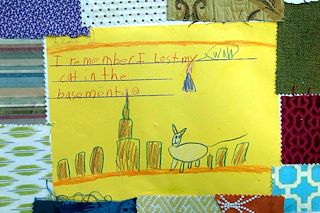 I remember I lost my
cat in the
basement